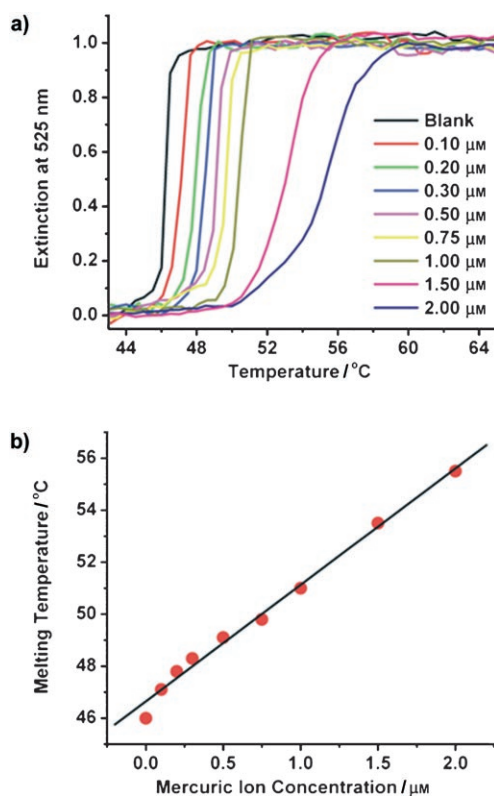 a)
1.0
0.8
0.6
0.4
0.2
0.0
Extinction at 525 nm
Blank
0.10 μM
0.20 μM
0.30 μM
0.50 μM
0.75 μM
1.00 μM
1.50 μM
2.00 μM
44 48 52 56 60 64
Temperature / °C
b)
56
54
52
50
48
46
Melting Temperature / °C
0.0 0.5 1.0 1.5 2.0
Mercuric Ion Concentration / μM